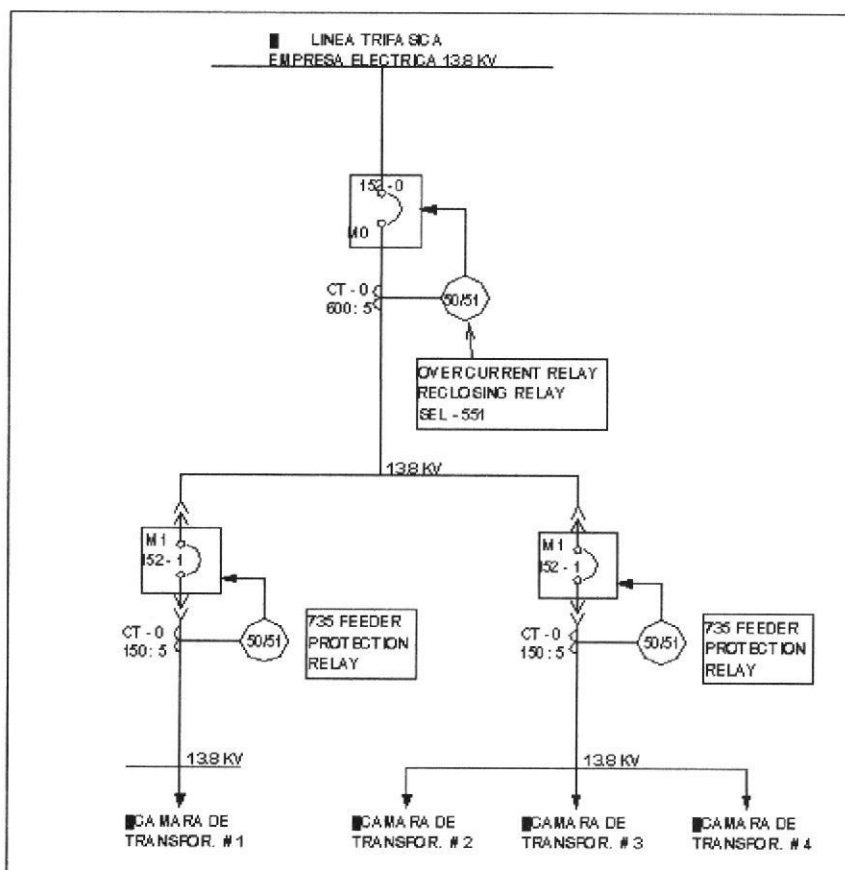 LINEA TRIFASICA
EMPRESA ELECTRICA 13.8 KV
152-0
M0
CT - 0
600: 5
50/51
OVERCURRENT RELAY
RECLOSING RELAY
SEL - 551
13.8 KV
M1
152 - 1
CT - 0
150: 5
50/51
735 FEEDER
PROTECTION
RELAY
M1
152 - 1
CT - 0
150: 5
50/51
735 FEEDER
PROTECTION
RELAY
13.8 KV
13.8 KV
CAMARA DE
TRANSFOR. # 1
CAMARA DE
TRANSFOR. # 2
CAMARA DE
TRANSFOR. # 3
CAMARA DE
TRANSFOR. # 4